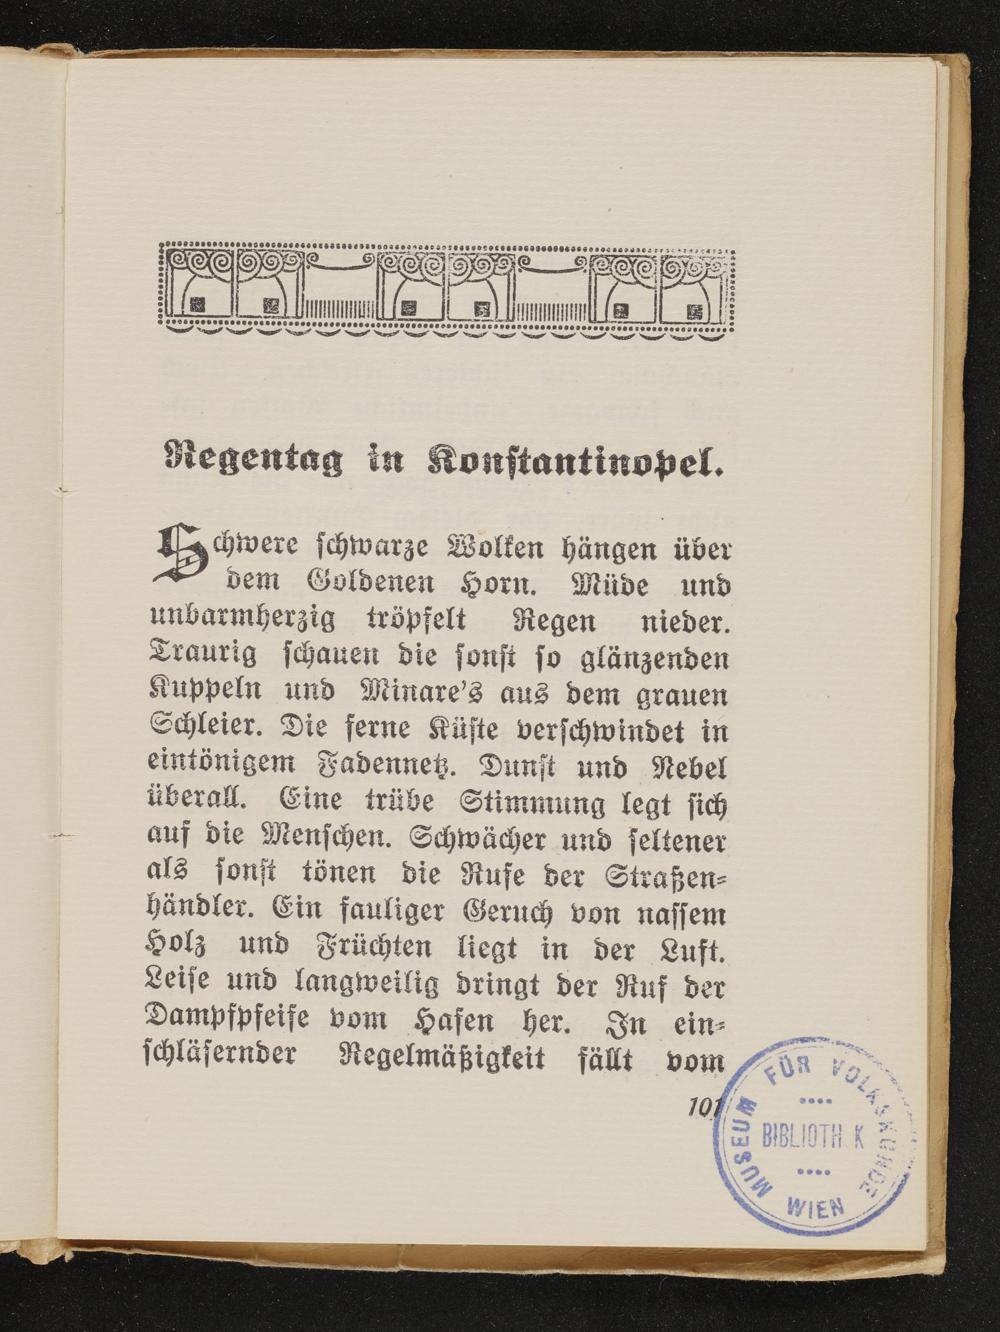 Regentag in Konstantinopel.
Schwere schwarze Wolken hängen über
dem Goldenen Horn. Müde und
unbarmherzig tröpfelt Regen nieder.
Traurig schauen die sonst so glänzenden
Kuppeln und Minare's aus dem grauen
Schleier. Die ferne Küste verschwindet in
eintönigem Fadennetz. Dunst und Nebel
überall. Eine trübe Stimmung legt sich
auf die Menschen. Schwächer und seltener
als sonst tönen die Rufe der Straßen-
händler. Ein fauliger Geruch von nassem
Holz und Früchten liegt in der Luft.
Leise und langweilig dringt der Ruf der
Dampfpfeife vom Hafen her. In ein-
schläfernder Regelmäßigkeit fällt vom
101
MUSEUM FÜR VOLKSKUNDE
BIBLIOTHEK
WIEN